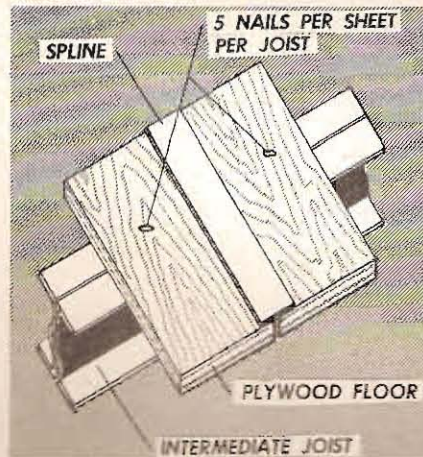 5 NAILS PER SHEET
PER JOIST
SPLINE
PLYWOOD FLOOR
INTERMEDIATE JOIST